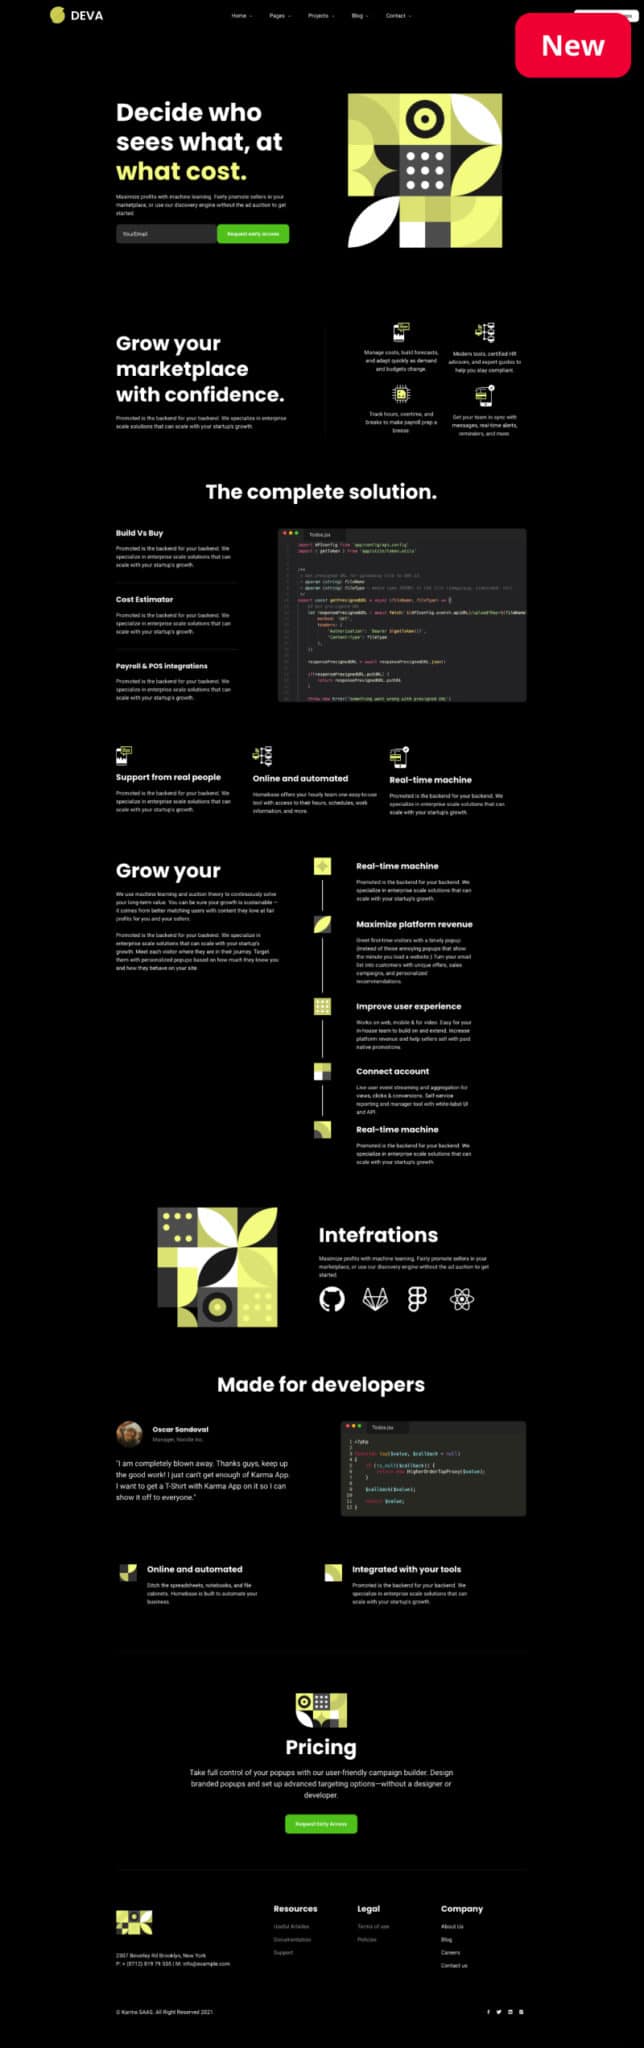 DEVA
Home
Pages
Projects
Blog
Contact
New
Decide who
sees what, at
what cost.
Maximize profits with machine learning. Fairly promote sellers in your
marketplace, or use our discovery engine without the ad auction to get
started.
YourEmail
Request early access
Grow your
marketplace
with confidence.
Promoted is the backend for your backend. We specialize in enterprise
scale solutions that can scale with your startup's growth
Manage costs, build forecasts,
and adapt quickly as demand
and budgets change.
Modern tools, certified HR
advisors, and expert guides to
help you stay compliant.
Track hours, overtime, and
breaks to make payroll prep a
breeze
Get your team in sync with
messages, real-time alerts,
reminders, and more.
The complete solution.
Build Vs Buy
Promoted is the backend for your backend. We
specialize in enterprise scale solutions that can
scale with your startup's growth.
Cost Estimator
Promoted is the backend for your backend. We
specialize in enterprise scale solutions that can
scale with your startup's growth.
Payroll & POS integrations
Promoted is the backend for your backend. We
specialize in enterprise scale solutions that can
scale with your startup's growth.
Todos.jsx
Support from real people
Promoted is the backend for your backend. We
specialize in enterprise scale solutions that can
scale with your startup's growth.
Online and automated
Homebase offers your hourly team one easy-to-use
tool with access to their hours, schedules, work
information, and more.
Real-time machine
Promoted is the backend for your backend. We
specialize in enterprise scale solutions that can
scale with your startup's growth.
Grow your
We use machine learning and auction theory to continuously solve
your long-term value. You can be sure your growth is sustainable —
it comes from better matching users with content they love at fair
profits for you and your sellers.
Promoted is the backend for your backend. We specialize in
enterprise scale solutions that can scale with your startup's
growth. Meet each visitor where they are in their journey. Target
them with personalized popups based on how much they know you
and how they behave on your site.
Real-time machine
Promoted is the backend for your backend. We
specialize in enterprise scale solutions that can
scale with your startup's growth.
Maximize platform revenue
Greet first-time visitors with a timely popup
(instead of those annoying popups that show
the minute you load a website.) Turn your email
list into customers with unique offers, sales
campaigns, and personalized
recommendations.
Improve user experience
Works on web, mobile & for video. Easy for your
in-house team to build on and extend. Increase
platform revenue and help sellers sell with paid
native promotions.
Connect account
Live user event streaming and aggregation for
views, clicks & conversions. Self-service
reporting and manager tool with white-label UI
and API.
Real-time machine
Promoted is the backend for your backend. We
specialize in enterprise scale solutions that can
scale with your startup's growth
Intefrations
Maximize profits with machine learning. Fairly promote sellers in your
marketplace, or use our discovery engine without the ad auction to get
started.
Made for developers
Oscar Sandoval
Manager, Nordle Inc.
"I am completely blown away. Thanks guys, keep up
the good work! I just can't get enough of Karma App.
I want to get a T-Shirt with Karma App on it so I can
show it off to everyone."
Todos.jsx
<?php
return new HigherOrderTapProxy($value);
$callback($value);
return $value;
Online and automated
Ditch the spreadsheets, notebooks, and file
cabinets. Homebase is built to automate your
business.
Integrated with your tools
Promoted is the backend for your backend. We
specialize in enterprise scale solutions that can
scale with your startup's growth.
Pricing
Take full control of your popups with our user-friendly campaign builder. Design
branded popups and set up advanced targeting options—without a designer or
developer.
Request Early Access
Resources
Useful Articles
Documentation
Support
Legal
Terms of use
Policies
Company
About Us
Blog
Careers
Contact us
2307 Beverley Rd Brooklyn, New York
P: + (0712) 819 79 555 | M: info@example.com
© Karma SAAS. All Right Reserved 2021